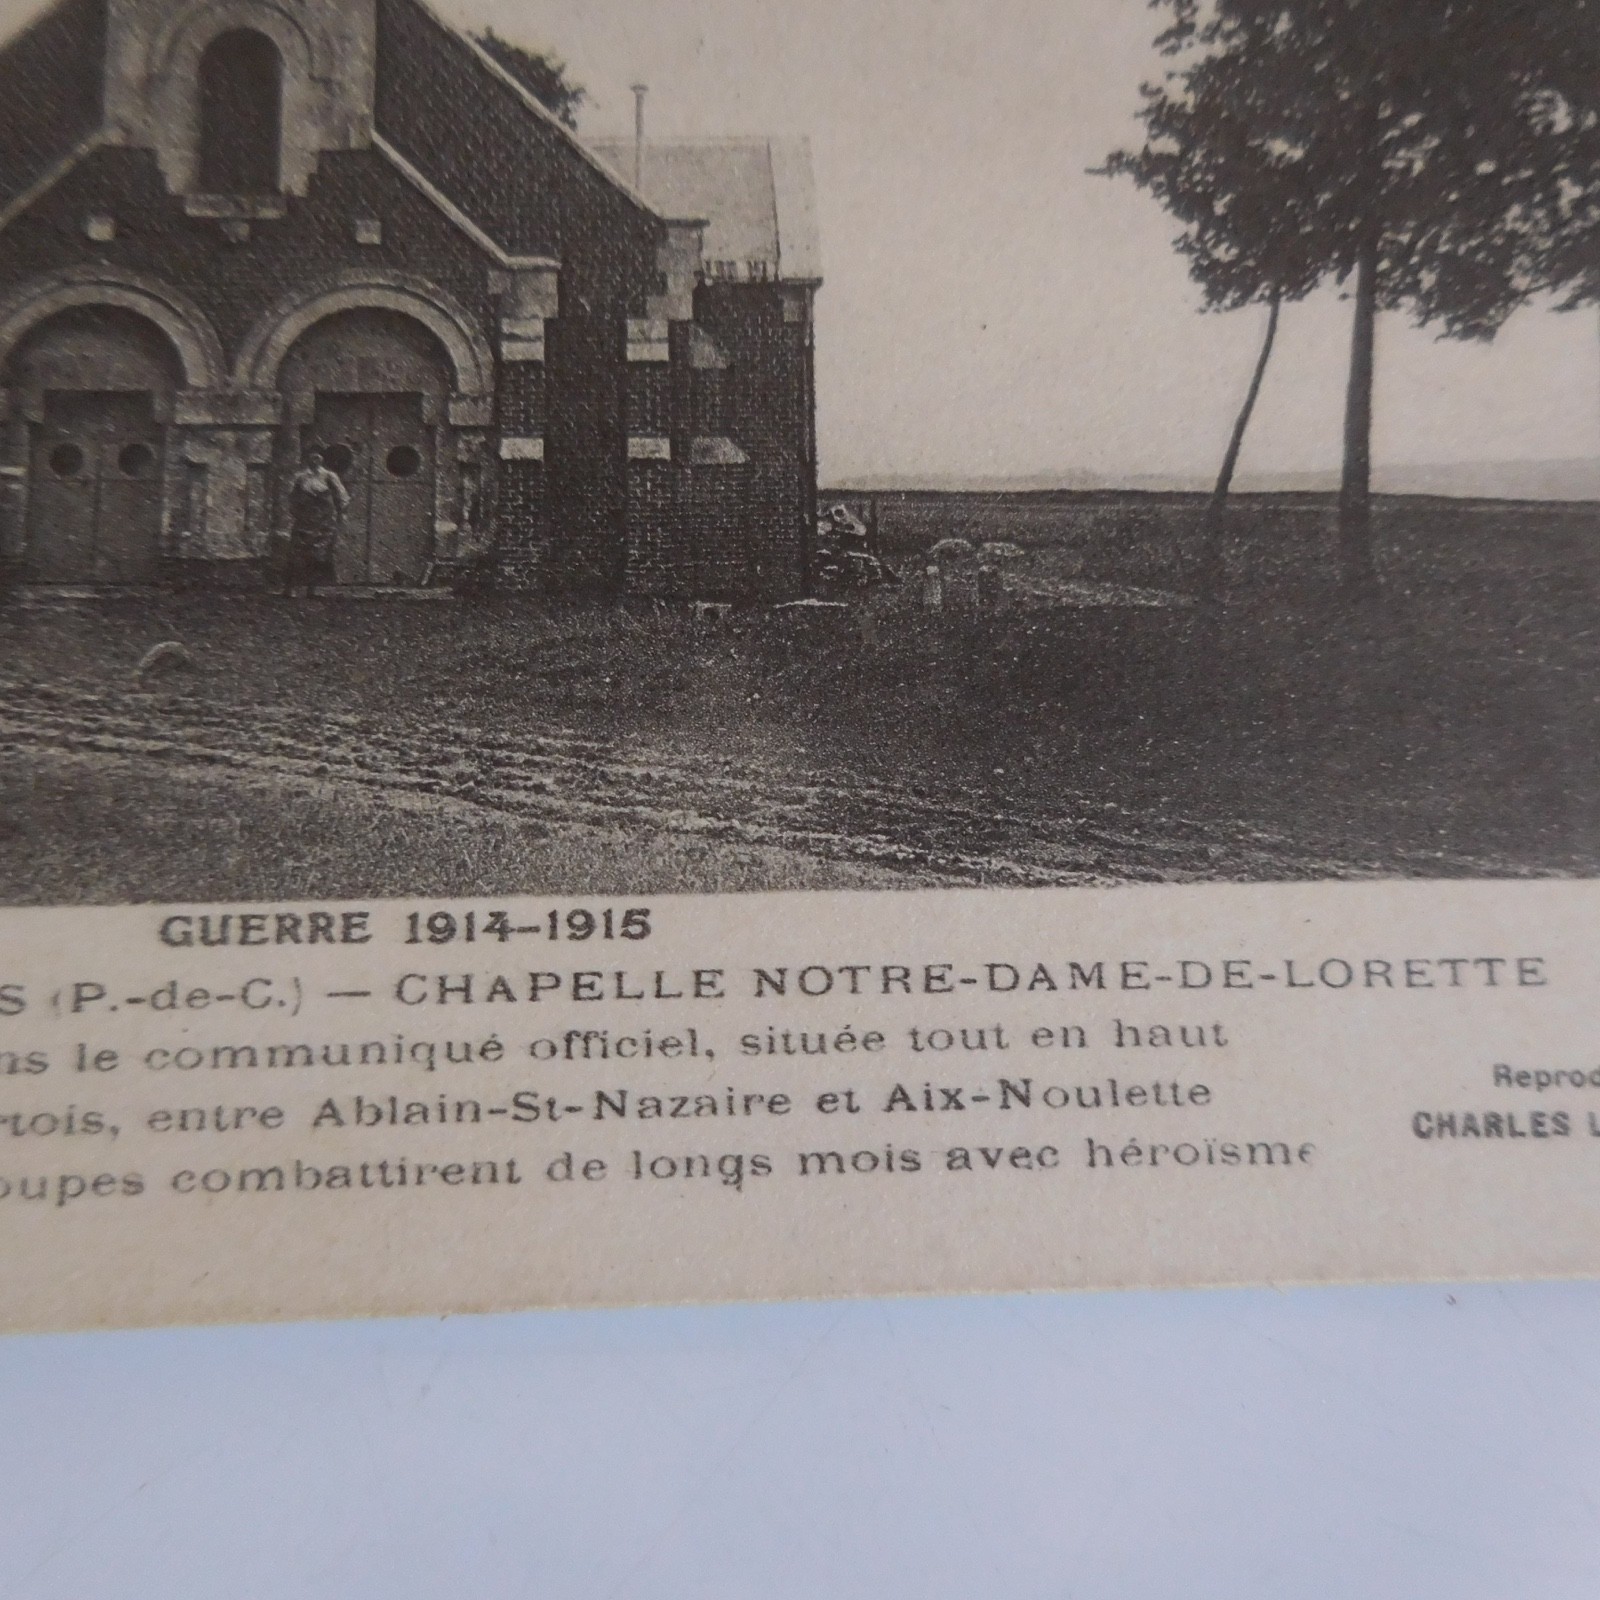 GUERRE 1914-1915
S (P.-de-C.) — CHAPELLE NOTRE-DAME-DE-LORETTE
ns le communiqué officiel, située tout en haut
rtois, entre Ablain-St-Nazaire et Aix-Noulette
oupes combattirent de longs mois avec héroïsme
Reprod
CHARLES L